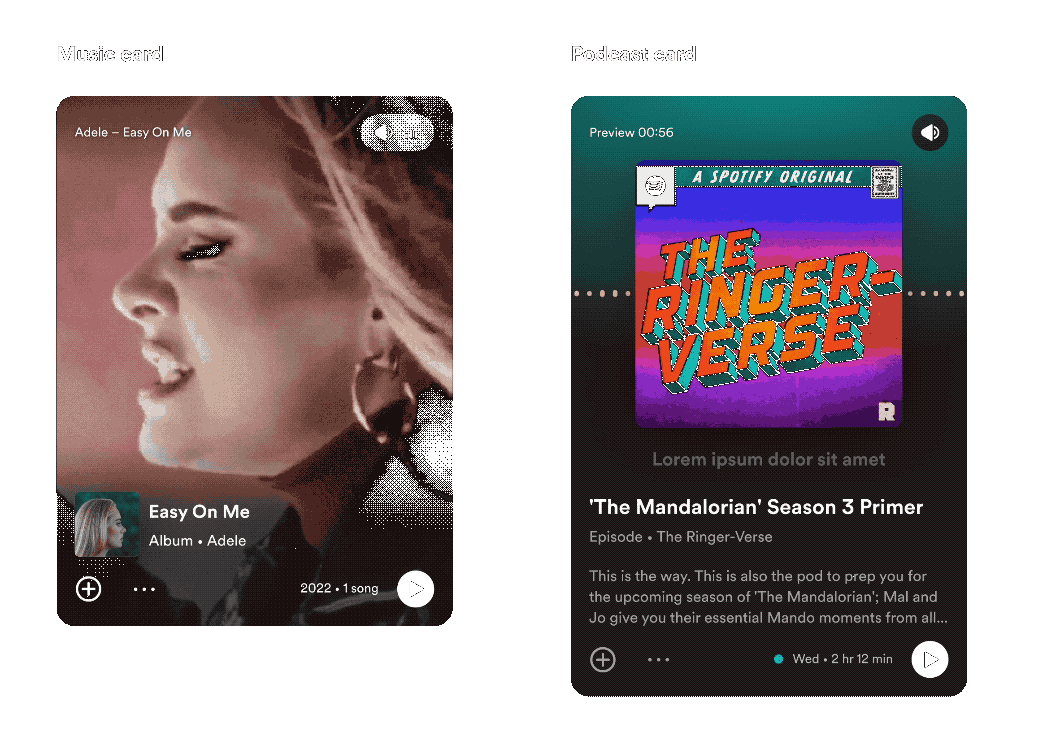 Music card
Podcast card
Adele – Easy On Me
Easy On Me
Album • Adele
2022 • 1 song
Preview 00:56
A SPOTIFY ORIGINAL
THE
RINGER-
VERSE
R
Lorem ipsum dolor sit amet
'The Mandalorian' Season 3 Primer
Episode • The Ringer-Verse
This is the way. This is also the pod to prep you for
the upcoming season of 'The Mandalorian'; Mal and
Jo give you their essential Mando moments from all...
Wed • 2 hr 12 min